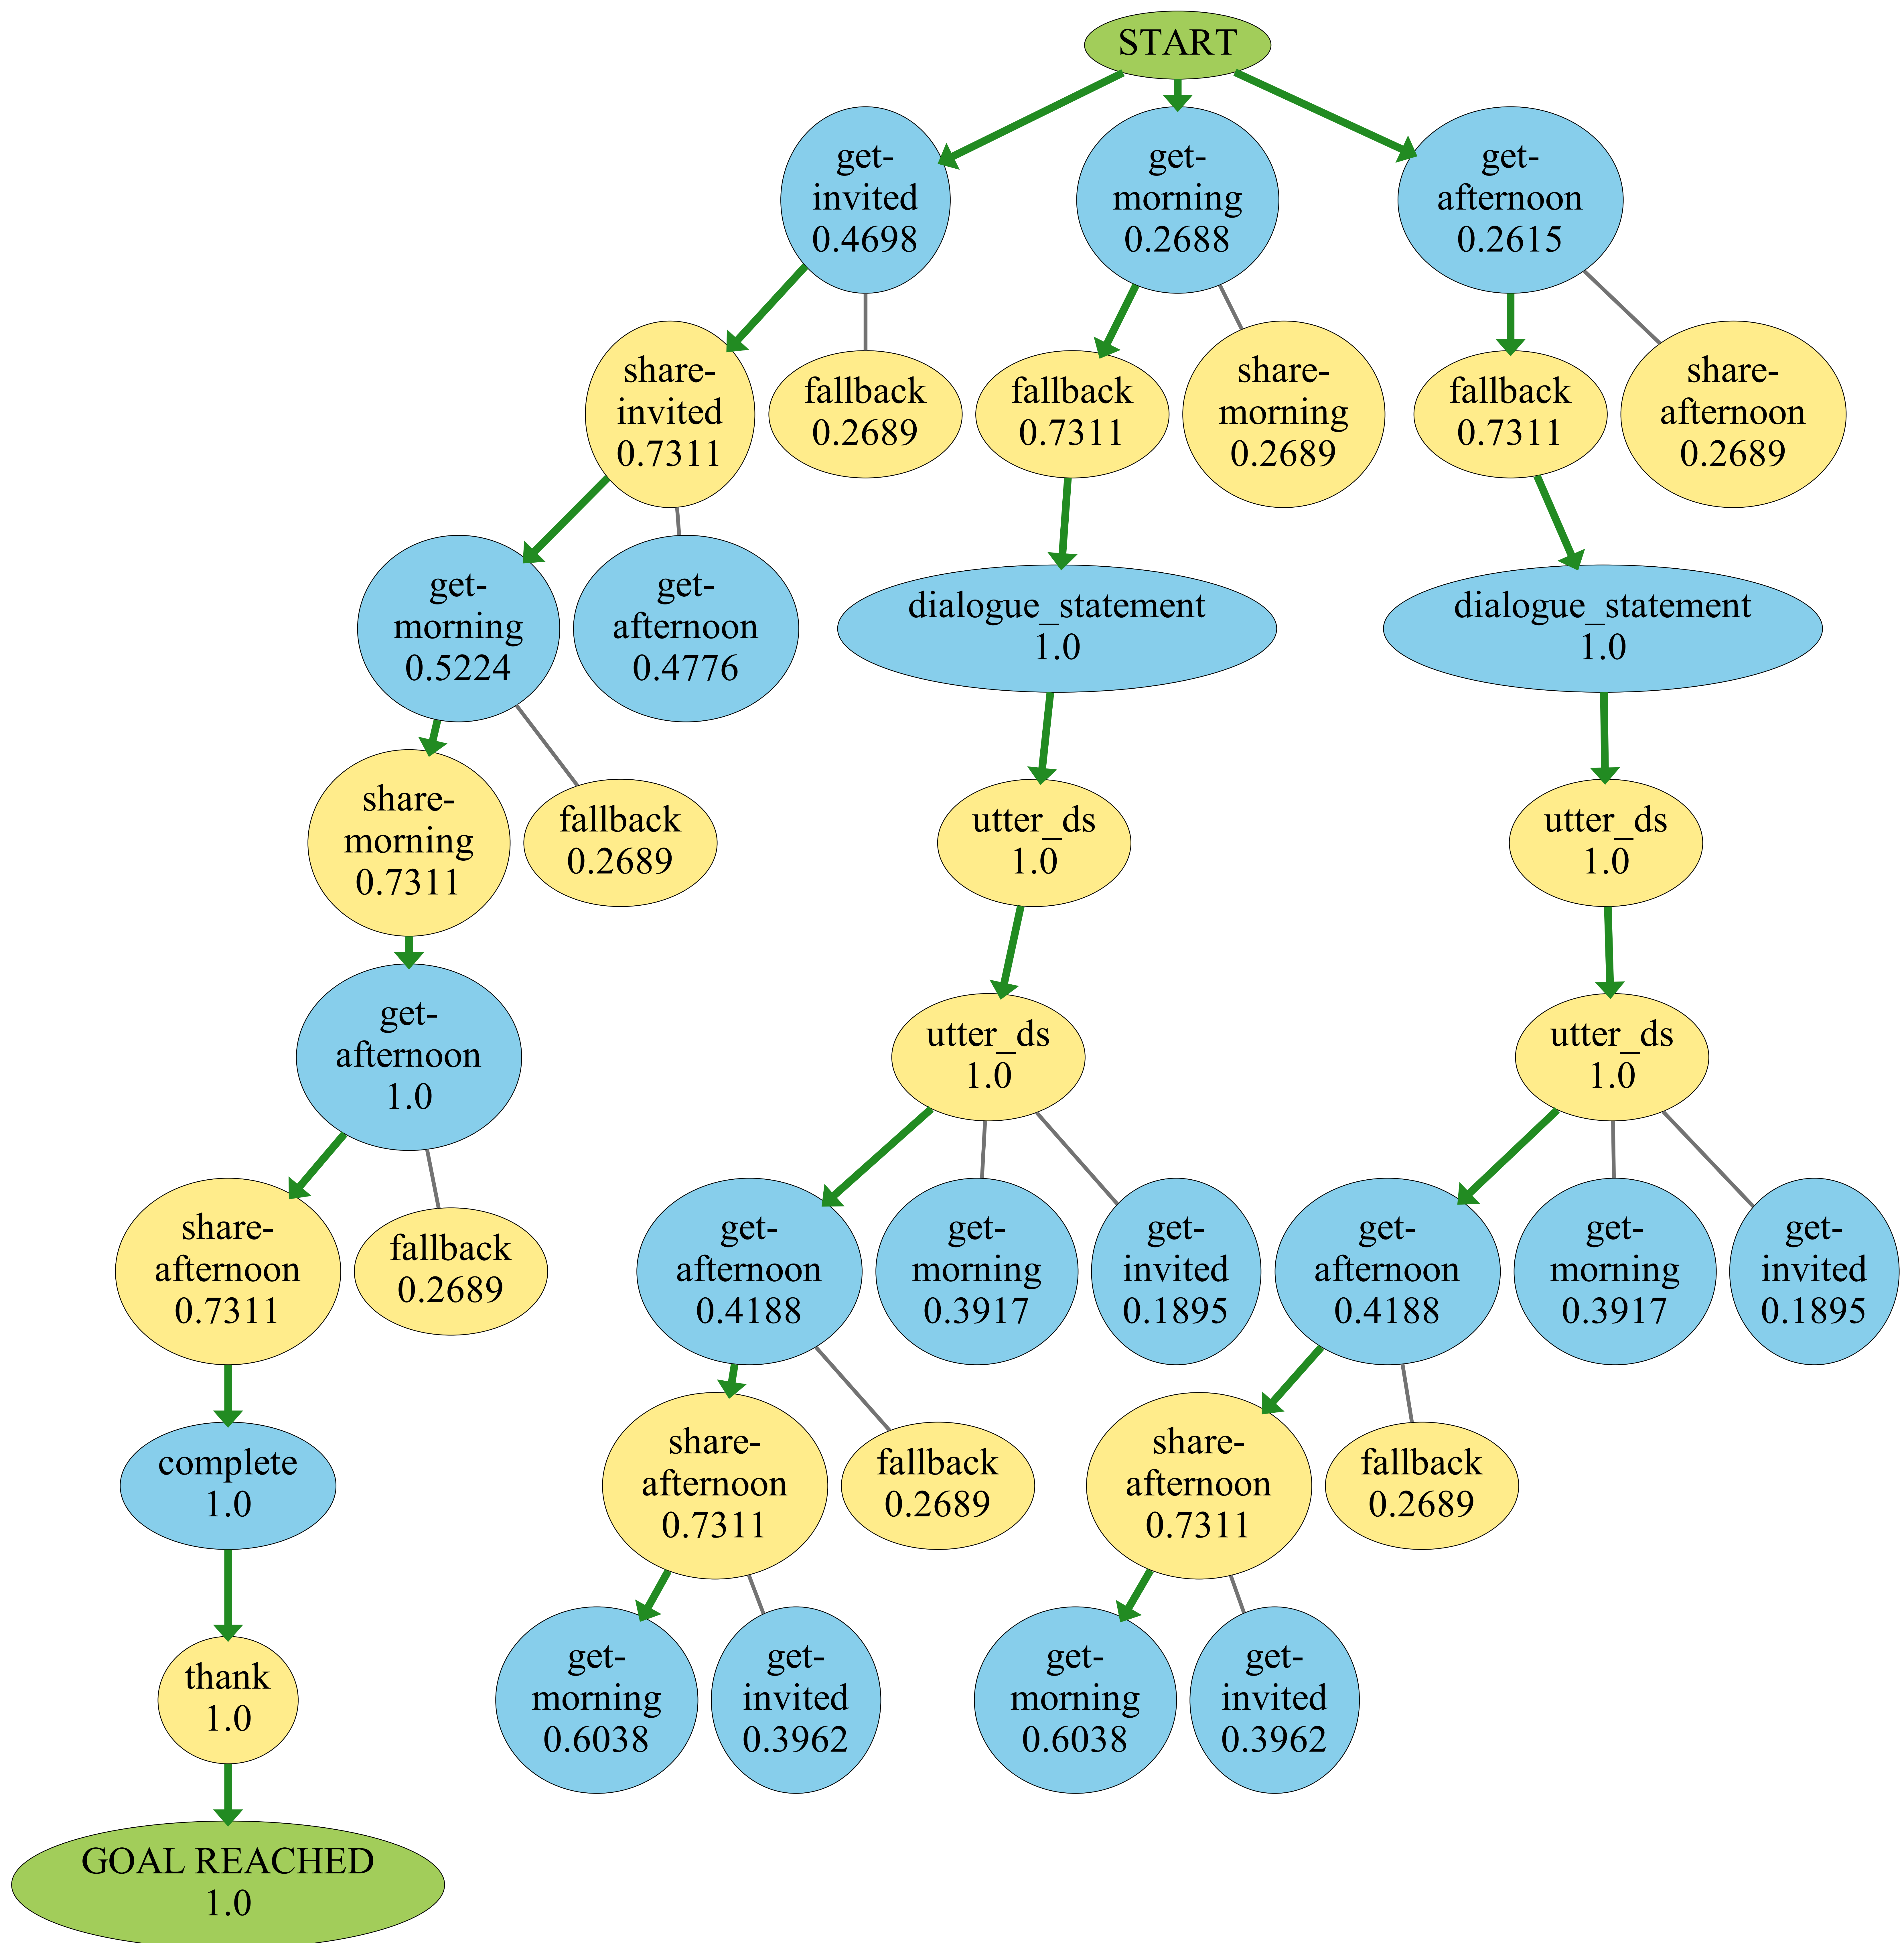 START
get-
invited
0.4698
get-
morning
0.2688
get-
afternoon
0.2615
share-
invited
0.7311
fallback
0.2689
fallback
0.7311
share-
morning
0.2689
fallback
0.7311
share-
afternoon
0.2689
get-
morning
0.5224
get-
afternoon
0.4776
dialogue_statement
1.0
dialogue_statement
1.0
share-
morning
0.7311
fallback
0.2689
utter_ds
1.0
utter_ds
1.0
get-
afternoon
1.0
utter_ds
1.0
utter_ds
1.0
share-
afternoon
0.7311
fallback
0.2689
get-
afternoon
0.4188
get-
morning
0.3917
get-
invited
0.1895
get-
afternoon
0.4188
get-
morning
0.3917
get-
invited
0.1895
complete
1.0
share-
afternoon
0.7311
fallback
0.2689
share-
afternoon
0.7311
fallback
0.2689
thank
1.0
get-
morning
0.6038
get-
invited
0.3962
get-
morning
0.6038
get-
invited
0.3962
GOAL REACHED
1.0